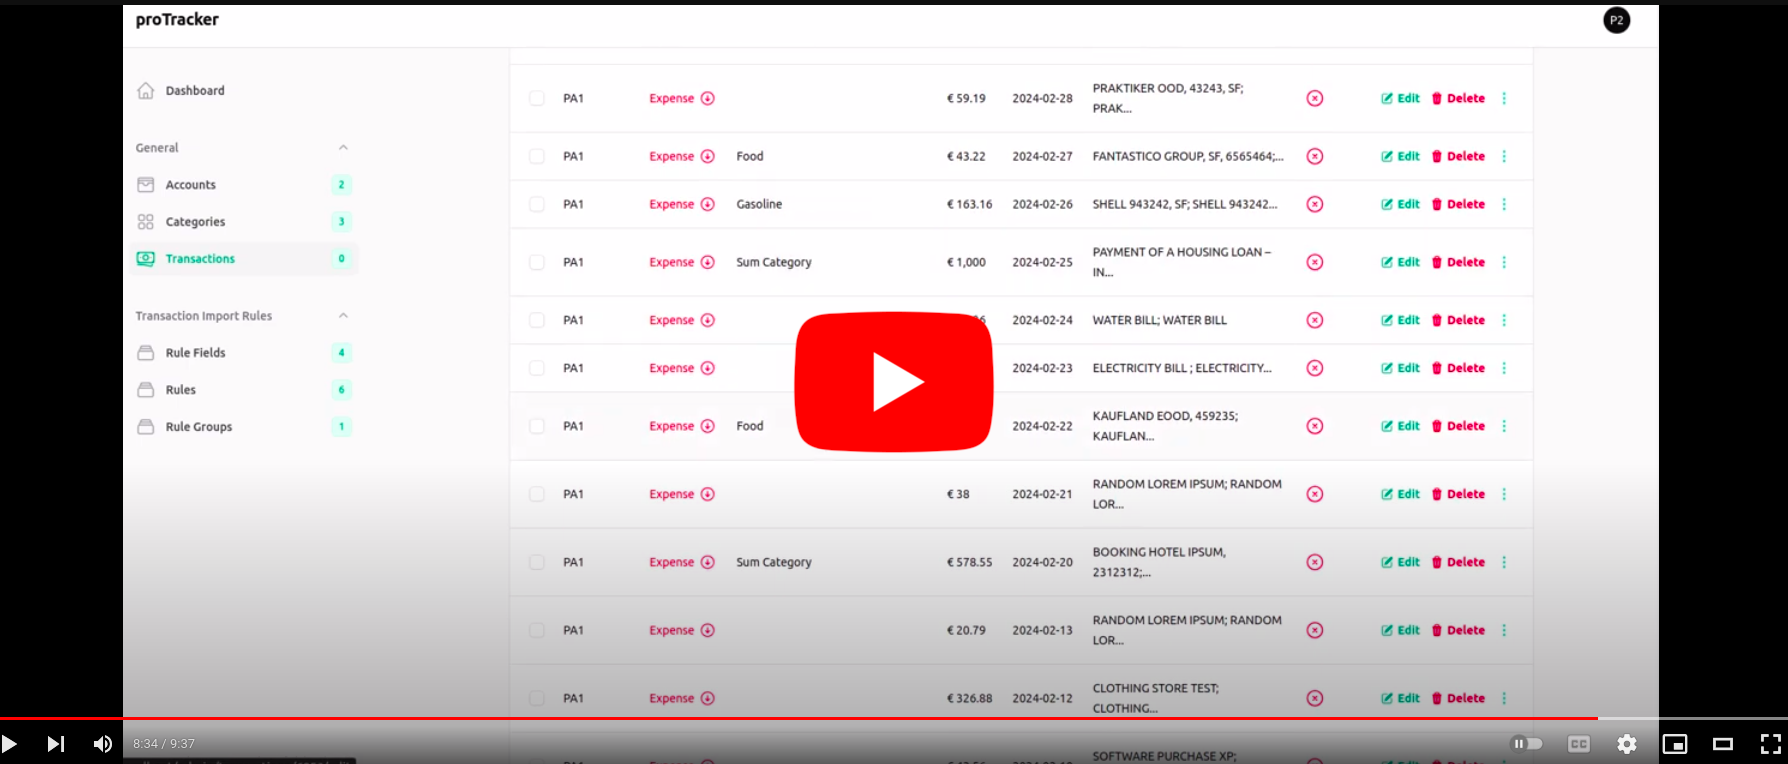 proTracker
P2
Dashboard
General
Accounts 2
Categories 3
Transactions 0
Transaction Import Rules
Rule Fields 4
Rules 6
Rule Groups 1
PA1 Expense € 59.19 2024-02-28 PRAKTIKER OOD, 43243, SF;
PRAK... Edit Delete
PA1 Expense Food € 43.22 2024-02-27 FANTASTICO GROUP, SF, 6565464;... Edit Delete
PA1 Expense Gasoline € 163.16 2024-02-26 SHELL 943242, SF; SHELL 943242... Edit Delete
PA1 Expense Sum Category € 1,000 2024-02-25 PAYMENT OF A HOUSING LOAN –
IN... Edit Delete
PA1 Expense 2024-02-24 WATER BILL; WATER BILL Edit Delete
PA1 Expense 2024-02-23 ELECTRICITY BILL ; ELECTRICITY... Edit Delete
PA1 Expense Food 2024-02-22 KAUFLAND EOOD, 459235;
KAUFLAN... Edit Delete
PA1 Expense € 38 2024-02-21 RANDOM LOREM IPSUM; RANDOM
LOR... Edit Delete
PA1 Expense Sum Category € 578.55 2024-02-20 BOOKING HOTEL IPSUM,
2312312;... Edit Delete
PA1 Expense € 20.79 2024-02-13 RANDOM LOREM IPSUM; RANDOM
LOR... Edit Delete
PA1 Expense € 326.88 2024-02-12 CLOTHING STORE TEST;
CLOTHING... Edit Delete
SOFTWARE PURCHASE XP;
8:34 / 9:37
CC